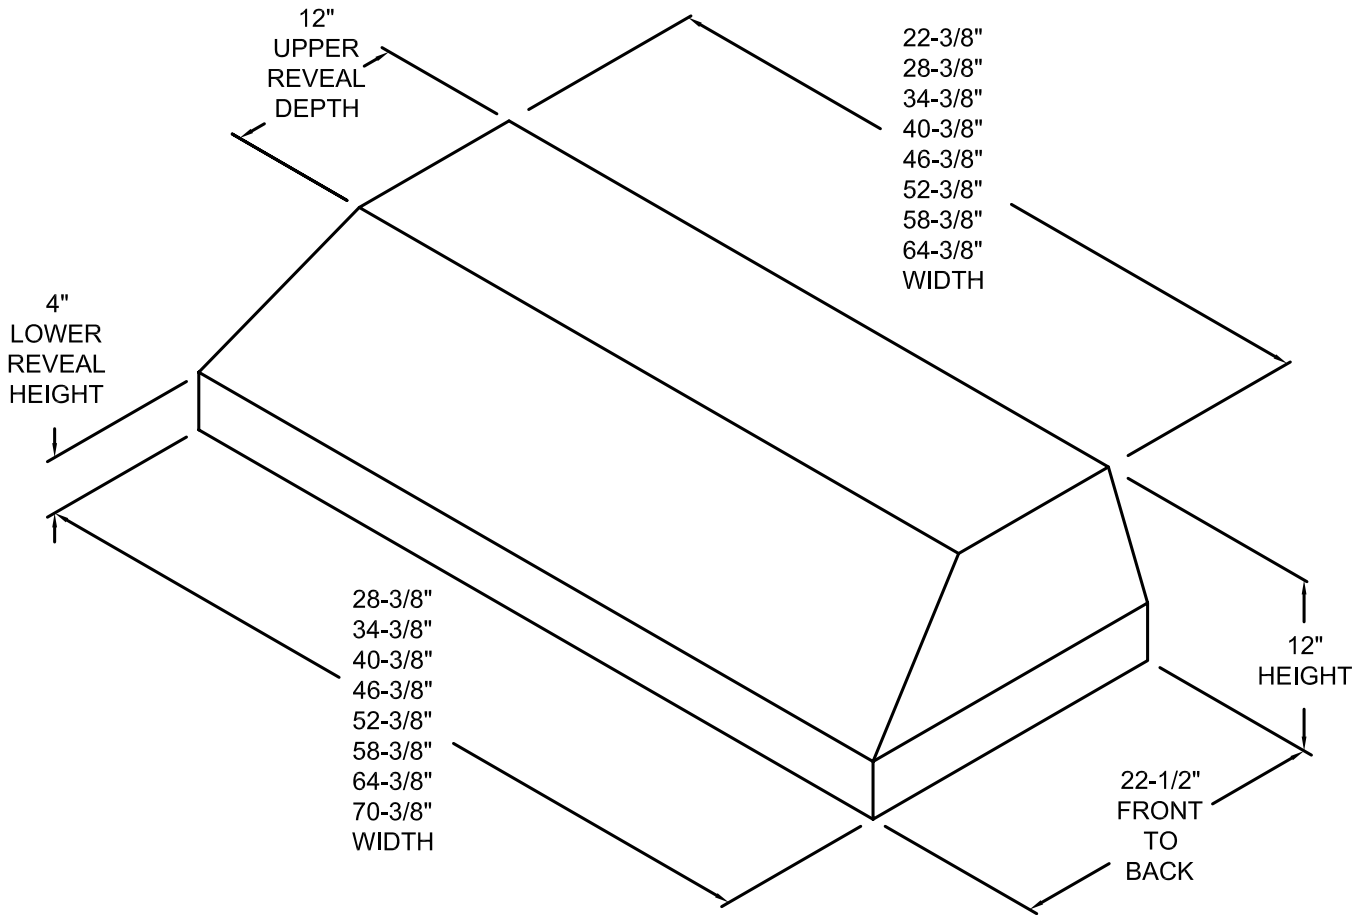 12"
UPPER
REVEAL
DEPTH
22-3/8"
28-3/8"
34-3/8"
40-3/8"
46-3/8"
52-3/8"
58-3/8"
64-3/8"
WIDTH
4"
LOWER
REVEAL
HEIGHT
28-3/8"
34-3/8"
40-3/8"
46-3/8"
52-3/8"
58-3/8"
64-3/8"
70-3/8"
WIDTH
12"
HEIGHT
22-1/2"
FRONT
TO
BACK